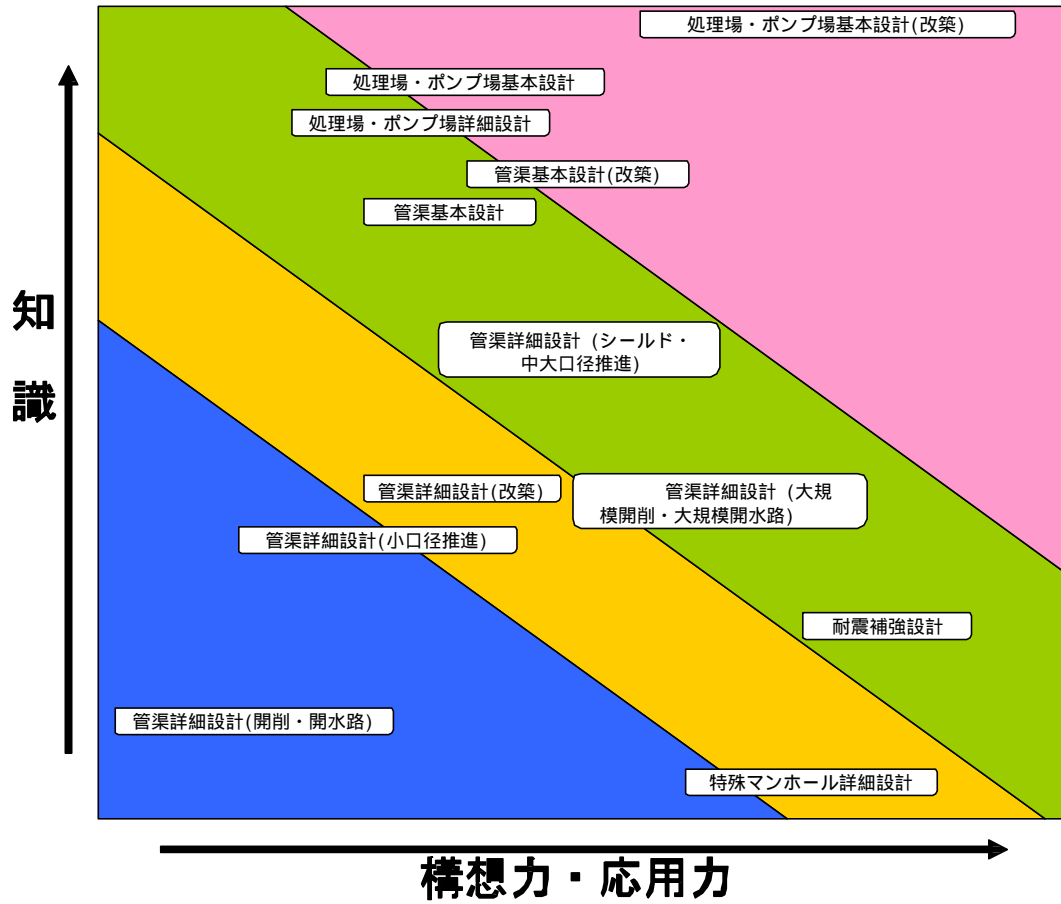 処理場・ポンプ場基本設計(改築)
処理場・ポンプ場基本設計
処理場・ポンプ場詳細設計
管渠基本設計(改築)
管渠基本設計
知
識
管渠詳細設計 (シールド・
中大口径推進)
管渠詳細設計(改築)
管渠詳細設計 (大規
模開削・大規模開水路)
管渠詳細設計(小口径推進)
耐震補強設計
管渠詳細設計(開削・開水路)
特殊マンホール詳細設計
構想力・応用力